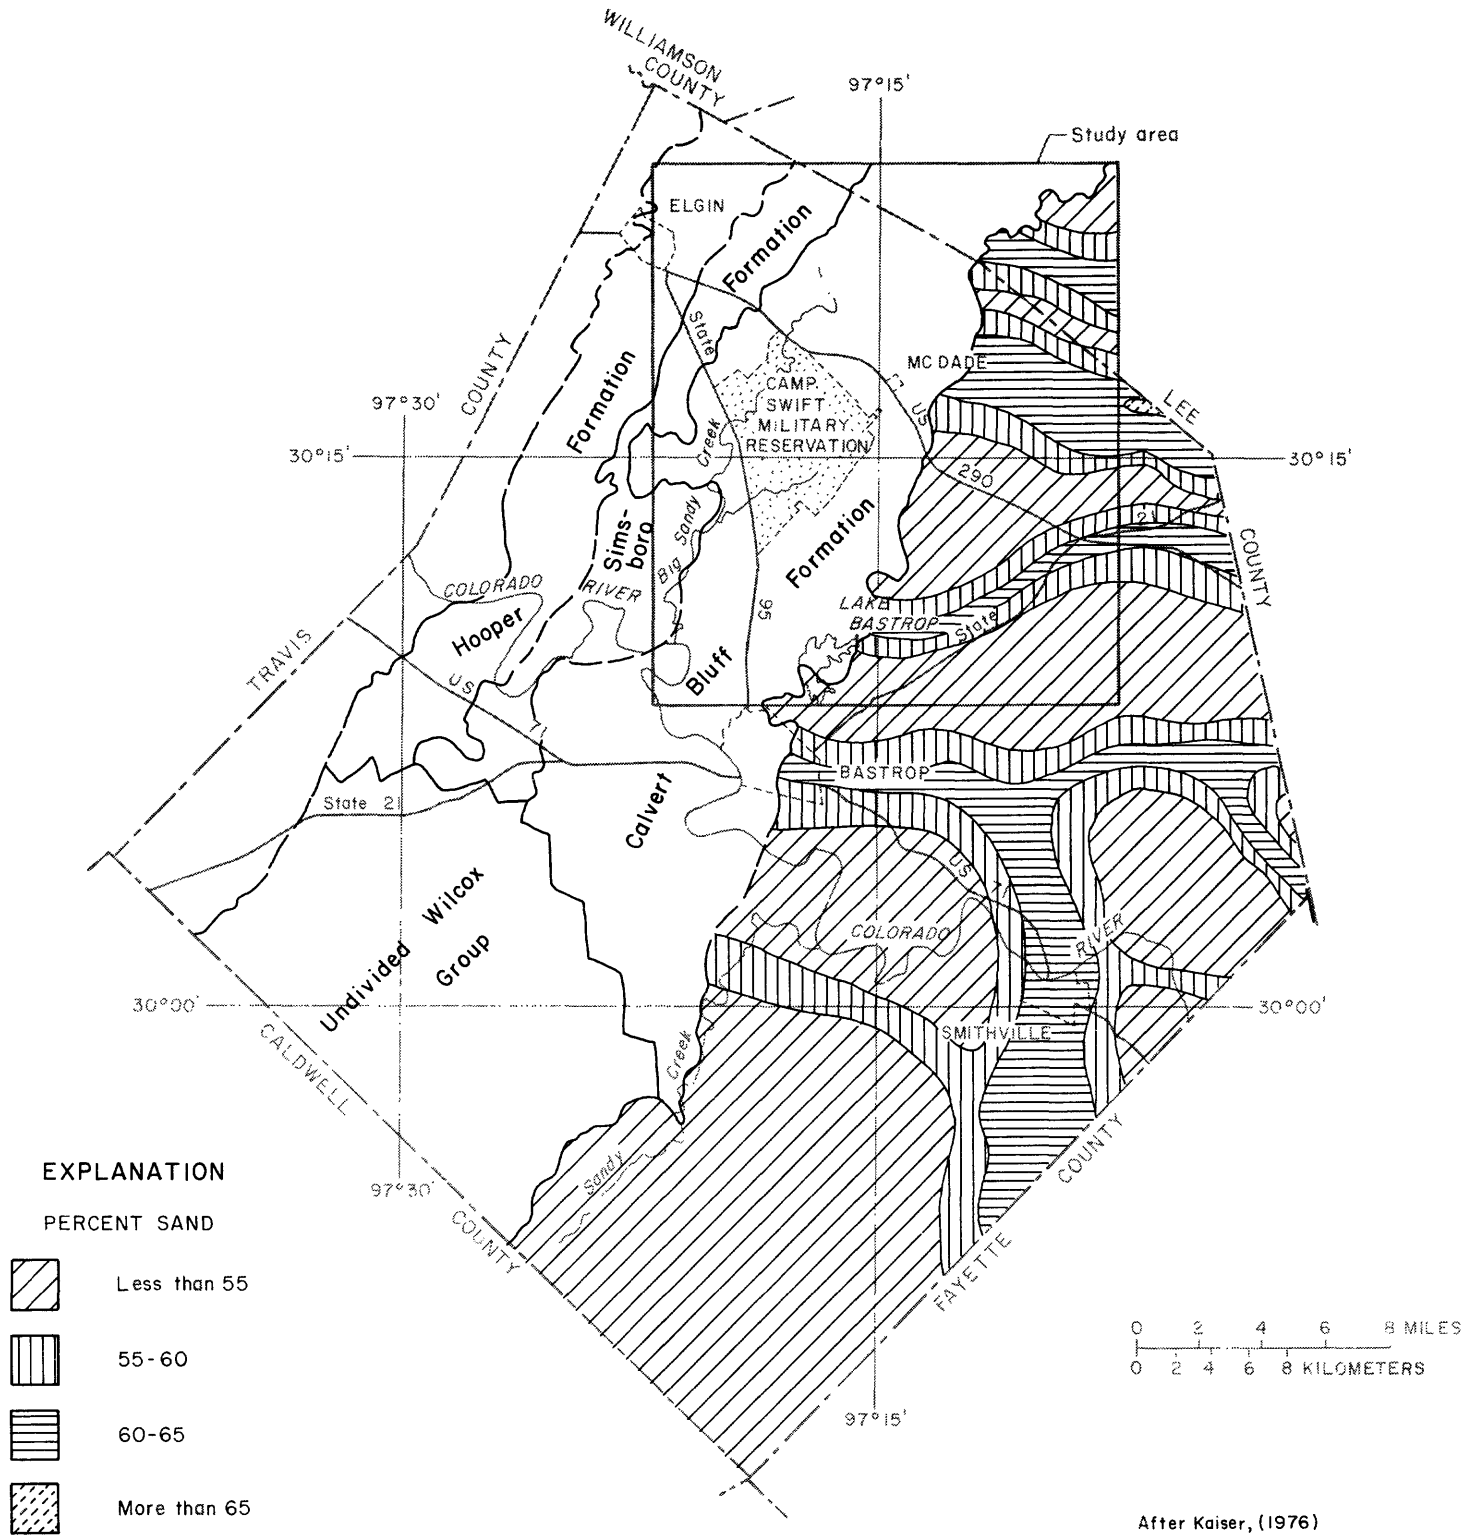 WILLIAMSON
COUNTY
97°15'
Study area
ELGIN
Formation
State
COUNTY
MC DADE
CAMP
SWIFT
MILITARY
RESERVATION
US
LEE
97°30'
Formation
Creek
30°15'
30°15'
290
21
Sims-
boro
Big Sandy
Formation
COUNTY
COLORADO
RIVER
95
LAKE
BASTROP
State
Hooper
TRAVIS
US
Bluff
71
BASTROP
State 21
Calvert
US
71
Undivided Wilcox
Group
COLORADO
RIVER
30°00'
30°00'
SMITHVILLE
CALDWELL
Creek
Sandy
COUNTY
97°30'
COUNTY
FAYETTE
97°15'
EXPLANATION
PERCENT SAND
Less than 55
55-60
60-65
More than 65
0 2 4 6 8 MILES
0 2 4 6 8 KILOMETERS
After Kaiser, (1976)